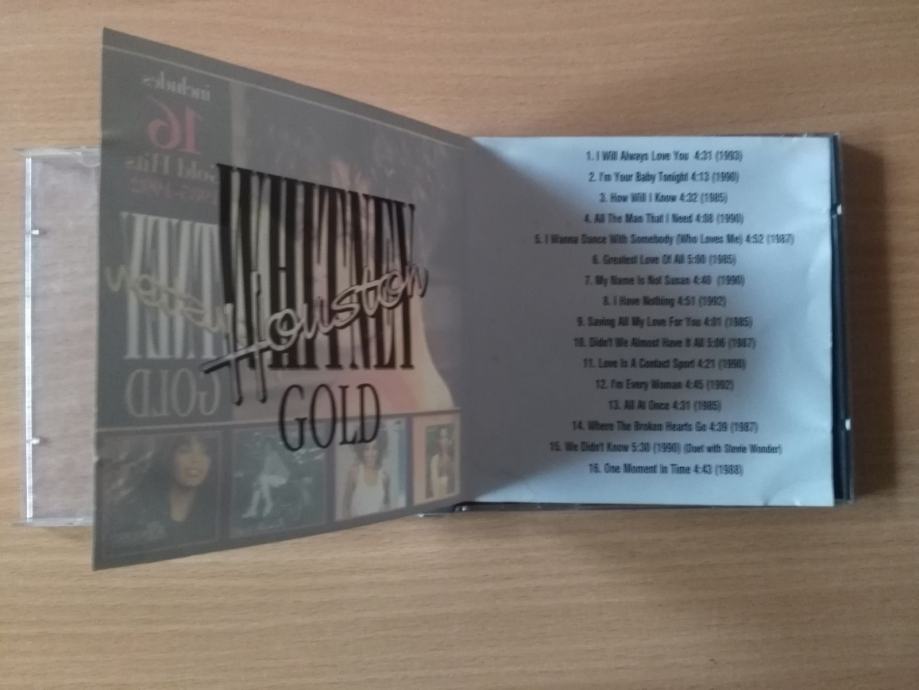 includes
16
Gold Hits
WHITNEY
Houston
GOLD
1. I Will Always Love You 4:31 (1993)
2. I'm Your Baby Tonight 4:13 (1990)
3. How Will I Know 4:32 (1985)
4. All The Man That I Need 4:08 (1990)
5. I Wanna Dance With Somebody (Who Loves Me) 4:52 (1987)
6. Greatest Love Of All 5:00 (1985)
7. My Name Is Not Susan 4:40 (1990)
8. I Have Nothing 4:51 (1992)
9. Saving All My Love For You 4:01 (1985)
10. Didn't We Almost Have It All 5:06 (1987)
11. Love Is A Contact Sport 4:21 (1990)
12. I'm Every Woman 4:45 (1992)
13. All At Once 4:31 (1985)
14. Where The Broken Hearts Go 4:39 (1987)
15. We Didn't Know 5:30 (1990) (Duet with Stevie Wonder)
16. One Moment In Time 4:43 (1988)